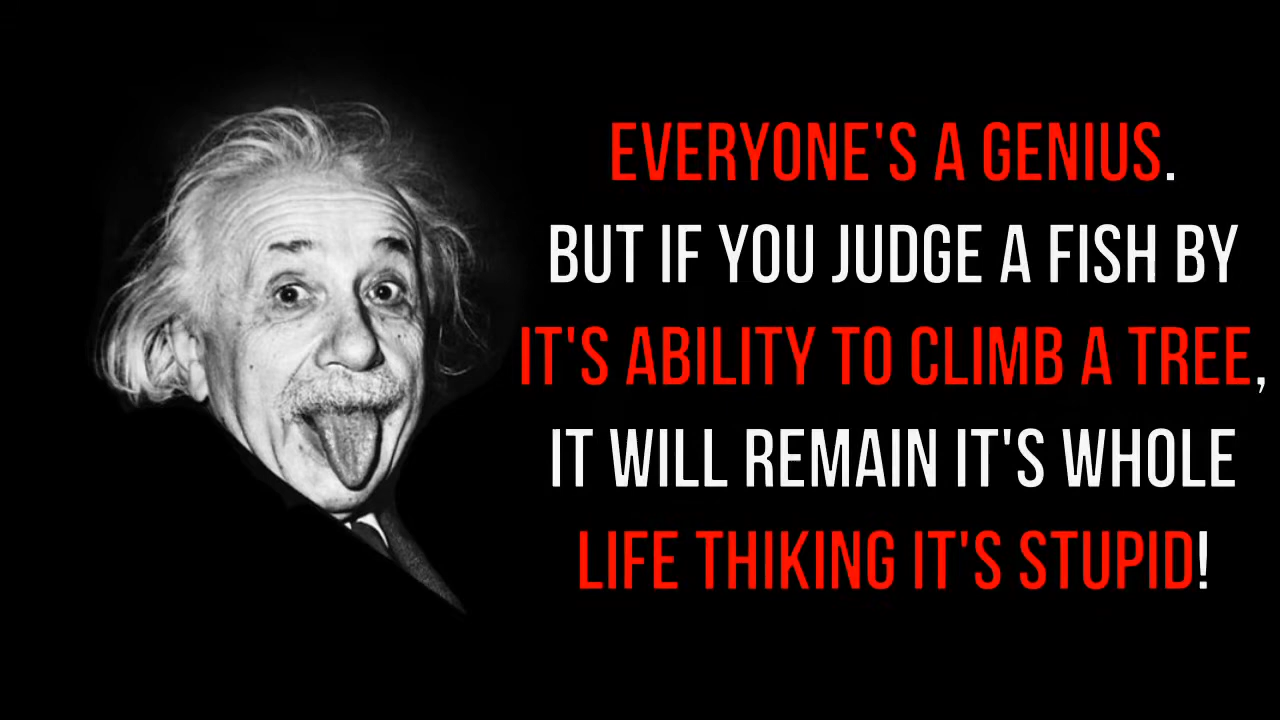 EVERYONE'S A GENIUS.
BUT IF YOU JUDGE A FISH BY
IT'S ABILITY TO CLIMB A TREE,
IT WILL REMAIN IT'S WHOLE
LIFE THIKING IT'S STUPID!